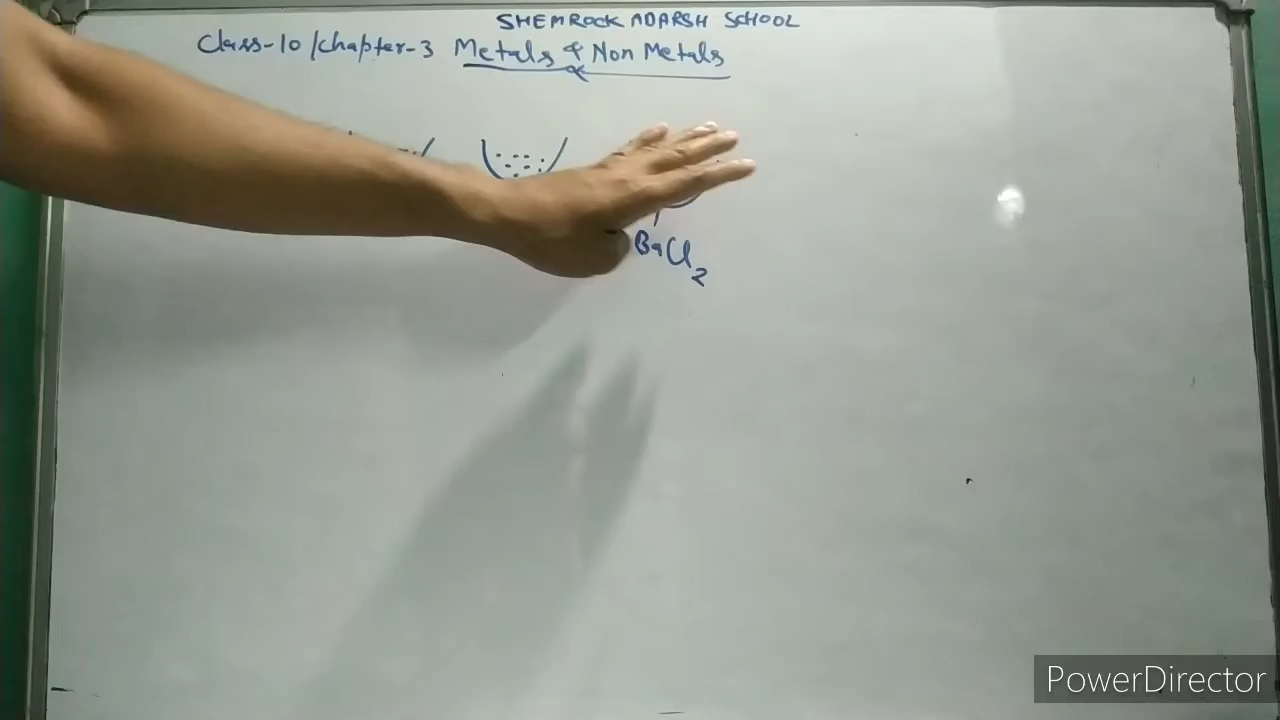 SHEMROCK ADARSH SCHOOL
Class-10/chapter-3 Metals & Non Metals
BaCl2
PowerDirector